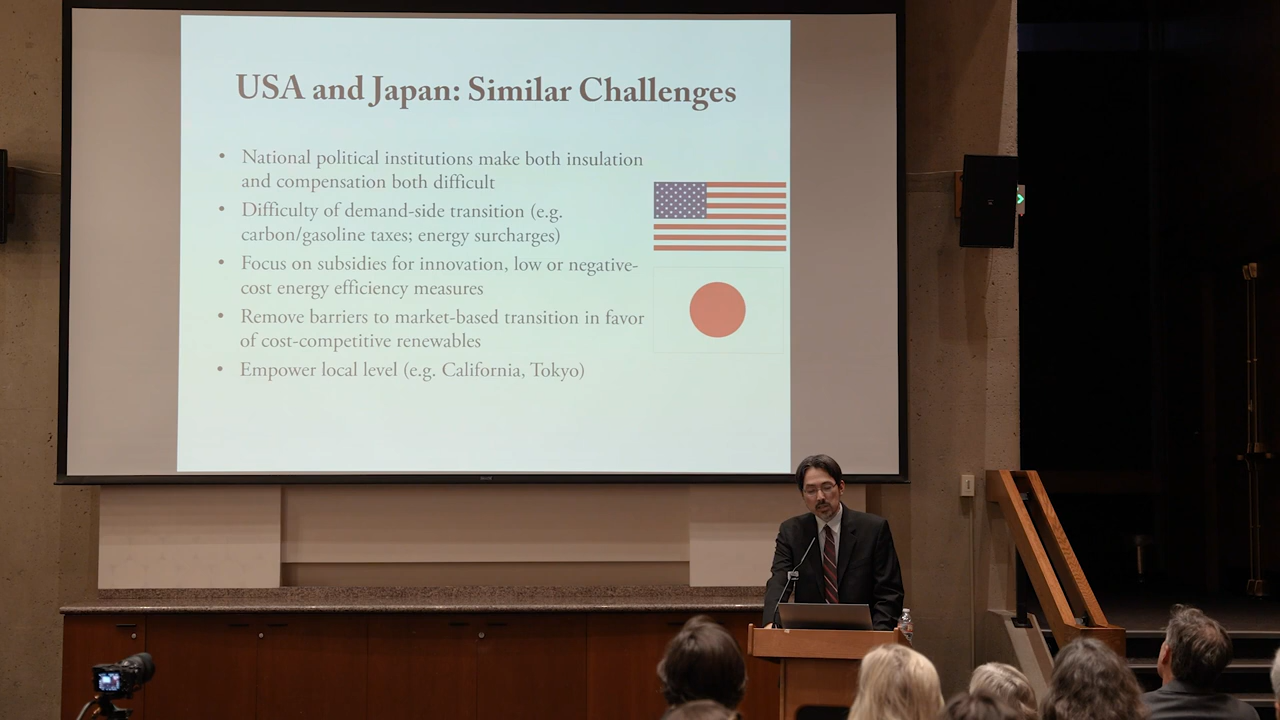 USA and Japan: Similar Challenges
• National political institutions make both insulation
and compensation both difficult
• Difficulty of demand-side transition (e.g.
carbon/gasoline taxes; energy surcharges)
• Focus on subsidies for innovation, low or negative-
cost energy efficiency measures
• Remove barriers to market-based transition in favor
of cost-competitive renewables
• Empower local level (e.g. California, Tokyo)